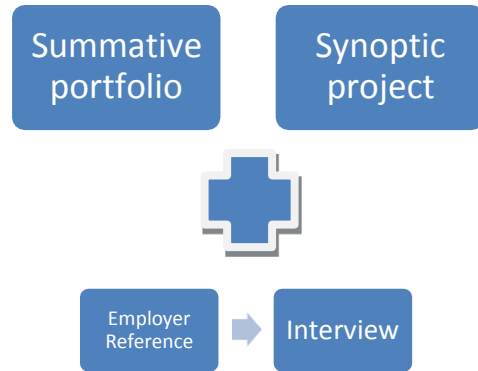 Summative
portfolio
Synoptic
project
Employer
Reference
Interview